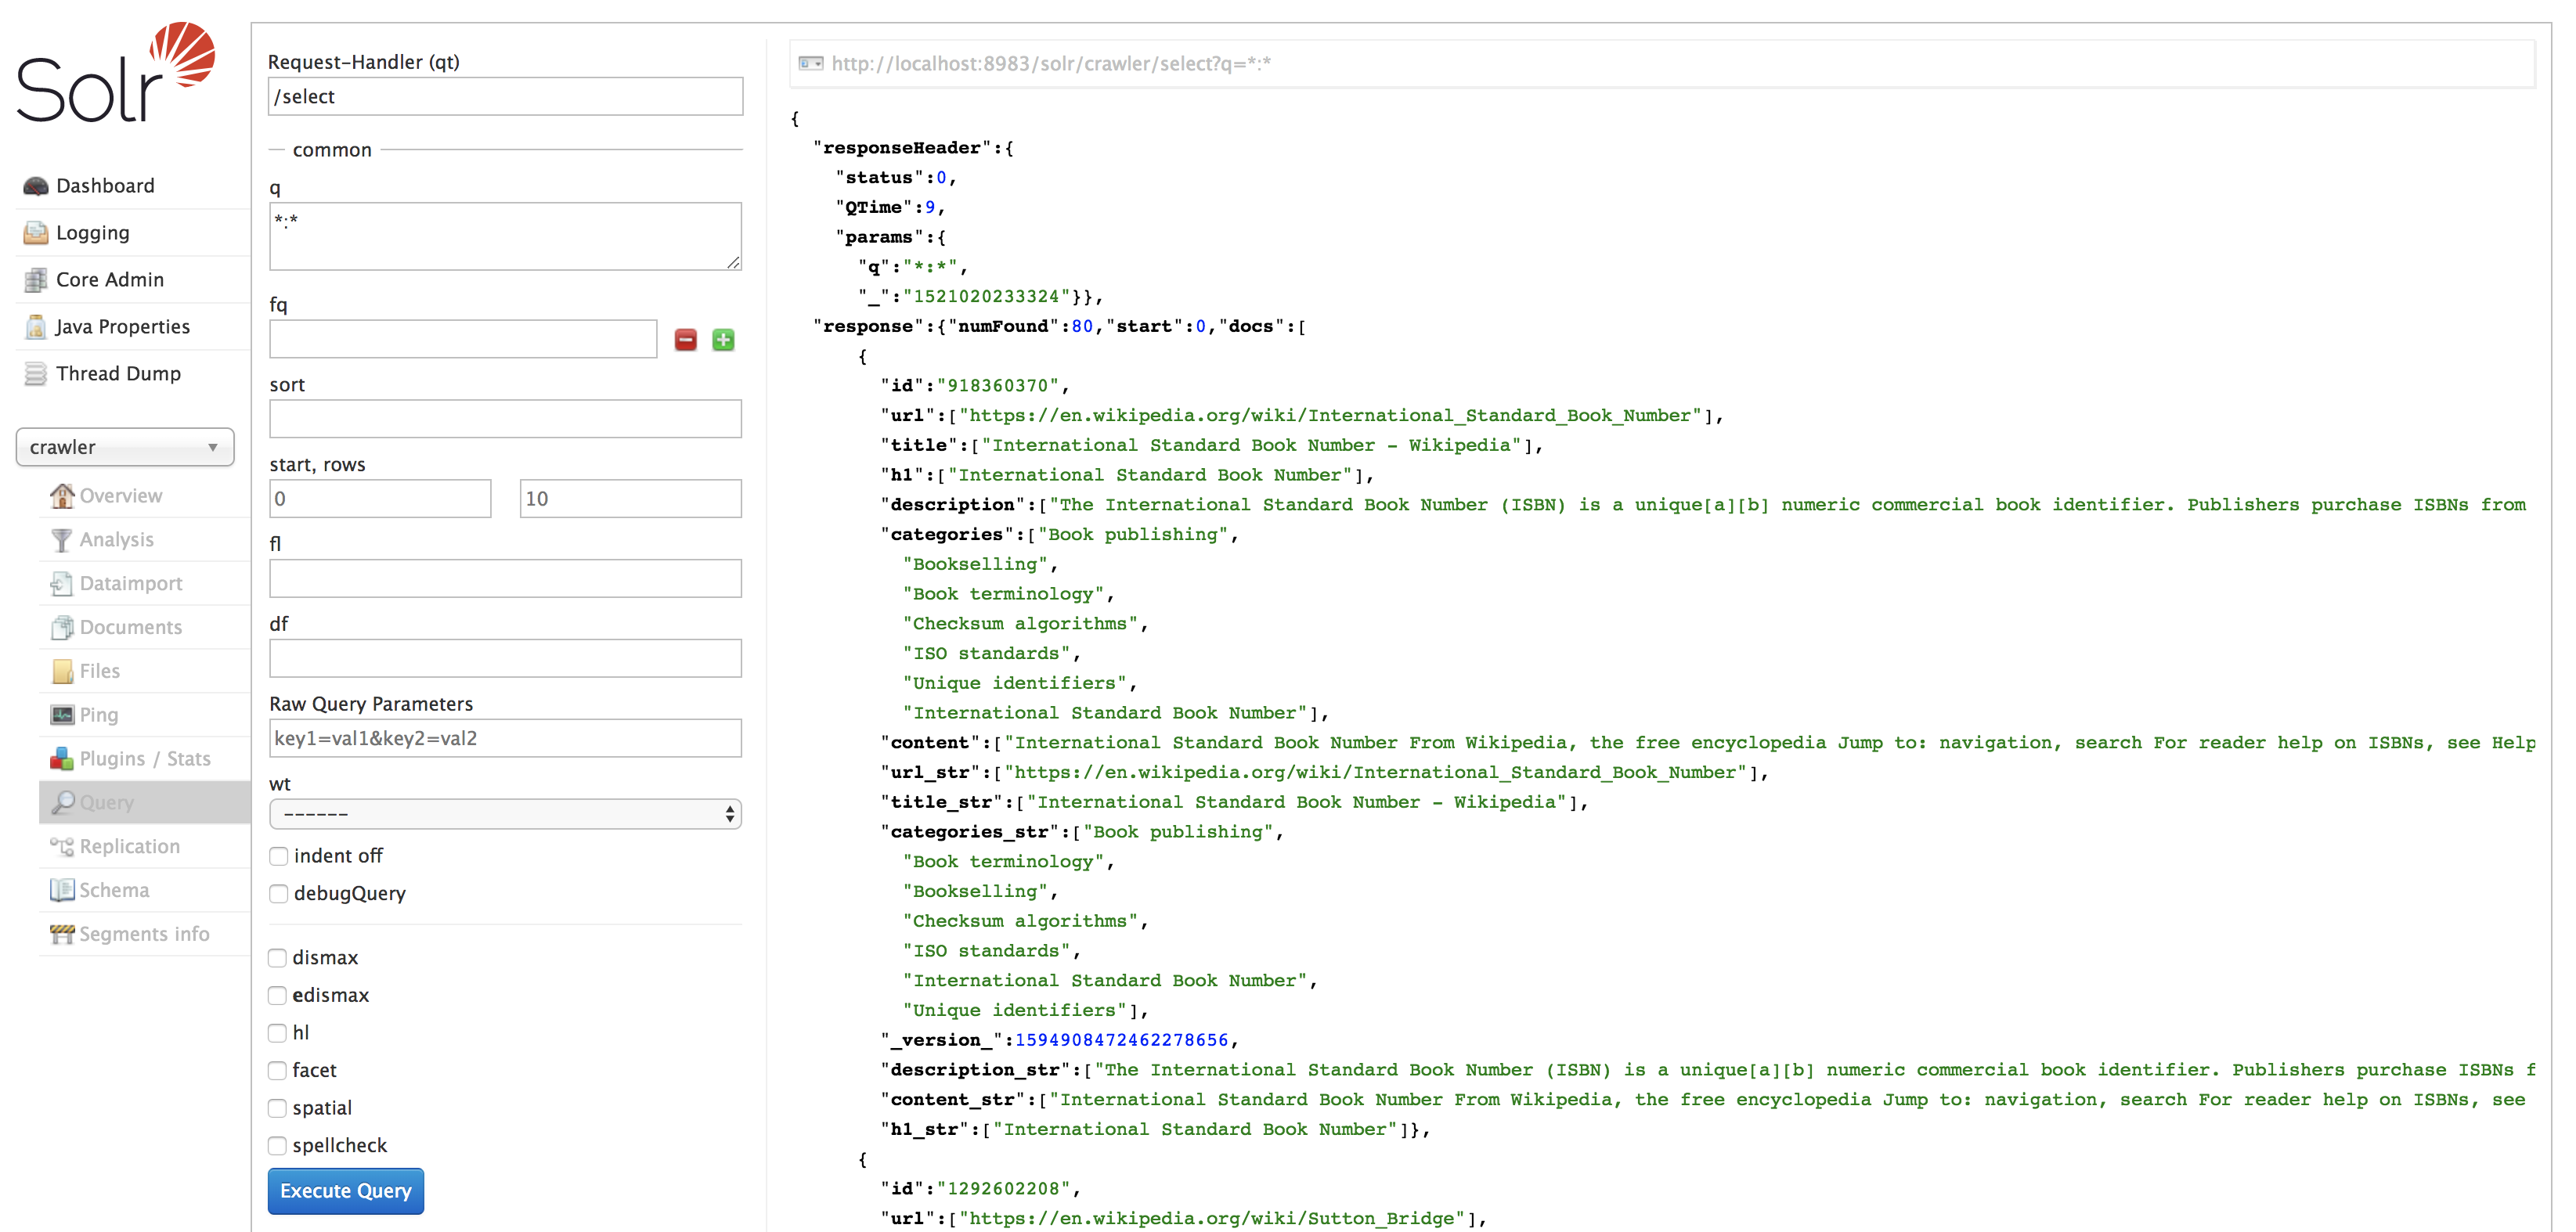 Solr
Dashboard
Logging
Core Admin
Java Properties
Thread Dump
crawler
Overview
Analysis
Dataimport
Documents
Files
Ping
Plugins / Stats
Query
Replication
Schema
Segments info
Request-Handler (qt)
/select
common
q
*:*
fq
sort
start, rows
0 10
fl
df
Raw Query Parameters
key1=val1&key2=val2
wt
------
indent off
debugQuery
dismax
edismax
hl
facet
spatial
spellcheck
Execute Query
http://localhost:8983/solr/crawler/select?q=*:*
{
"responseHeader":{
"status":0,
"QTime":9,
"params":{
"q":"*:*",
"_":"1521020233324"}},
"response":{"numFound":80,"start":0,"docs":[
{
"id":"918360370",
"url":["https://en.wikipedia.org/wiki/International_Standard_Book_Number"],
"title":["International Standard Book Number - Wikipedia"],
"h1":["International Standard Book Number"],
"description":["The International Standard Book Number (ISBN) is a unique[a][b] numeric commercial book identifier. Publishers purchase ISBNs from
"categories":["Book publishing",
"Bookselling",
"Book terminology",
"Checksum algorithms",
"ISO standards",
"Unique identifiers",
"International Standard Book Number"],
"content":["International Standard Book Number From Wikipedia, the free encyclopedia Jump to: navigation, search For reader help on ISBNs, see Help
"url_str":["https://en.wikipedia.org/wiki/International_Standard_Book_Number"],
"title_str":["International Standard Book Number - Wikipedia"],
"categories_str":["Book publishing",
"Book terminology",
"Bookselling",
"Checksum algorithms",
"ISO standards",
"International Standard Book Number",
"Unique identifiers"],
"_version_":1594908472462278656,
"description_str":["The International Standard Book Number (ISBN) is a unique[a][b] numeric commercial book identifier. Publishers purchase ISBNs f
"content_str":["International Standard Book Number From Wikipedia, the free encyclopedia Jump to: navigation, search For reader help on ISBNs, see
"h1_str":["International Standard Book Number"]},
{
"id":"1292602208",
"url":["https://en.wikipedia.org/wiki/Sutton_Bridge"],